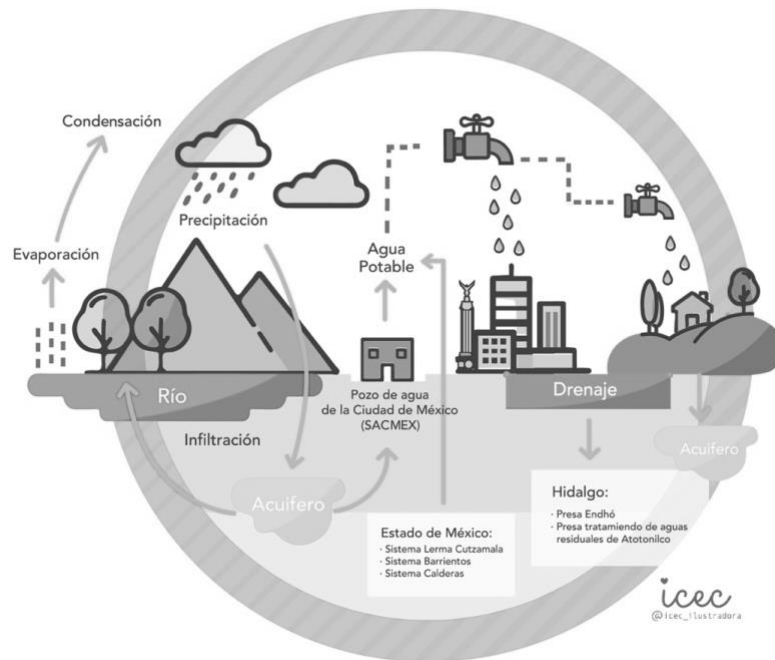 Condensación
Precipitación
Evaporación
Agua
Potable
Río
Pozo de agua
de la Ciudad de México
(SACMEX)
Drenaje
Infiltración
Acuifero
Acuifero
Estado de México:
· Sistema Lerma Cutzamala
· Sistema Barrientos
· Sistema Calderas
Hidalgo:
· Presa Endhó
· Presa tratamiendo de aguas
residuales de Atotonilco
icec
@icec_ilustradora